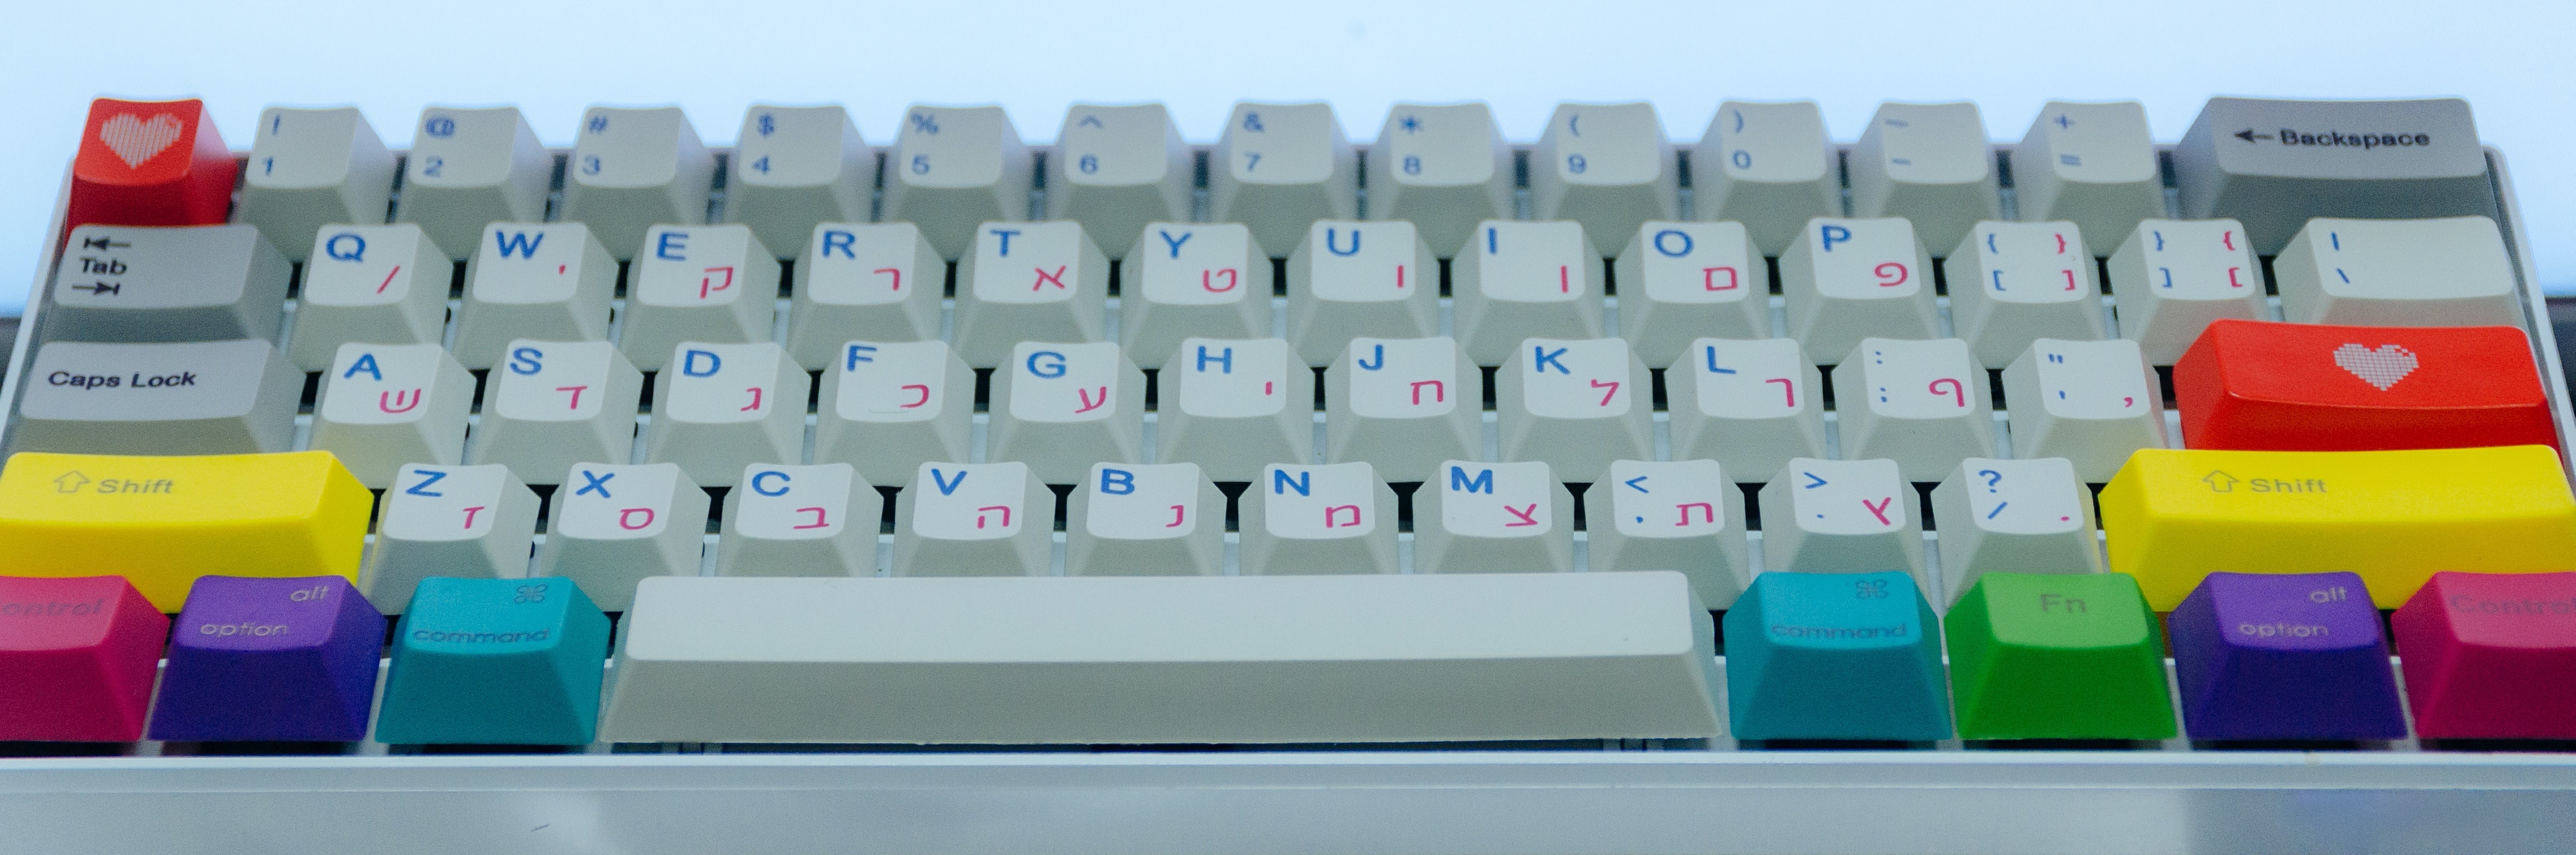 ! @ # $ % ^ & * ( ) — +
1 2 3 4 5 6 7 8 9 0 - = ← Backspace
Tab Q / W ' E ק R ר T א Y ט U ו I ן O ם P פ { } [ ] } { ] [ | \
Caps Lock A ש S ד D ג F כ G ע H י J ח K ל L ך : ; ף " ' ,
Shift Z ז X ס C ב V ה B נ N מ M צ < , ת > . ץ ? / . Shift
Control alt option ⌘ command ⌘ command Fn alt option Control